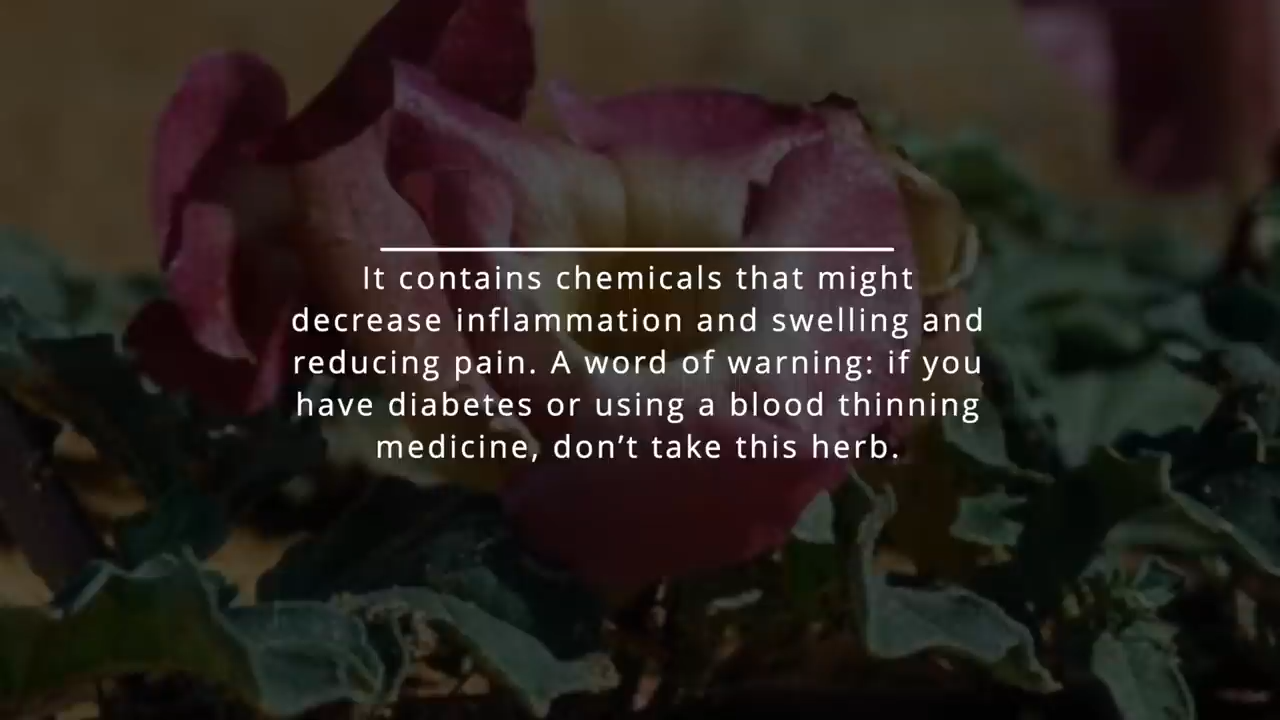 It contains chemicals that might
decrease inflammation and swelling and
reducing pain. A word of warning: if you
have diabetes or using a blood thinning
medicine, don’t take this herb.